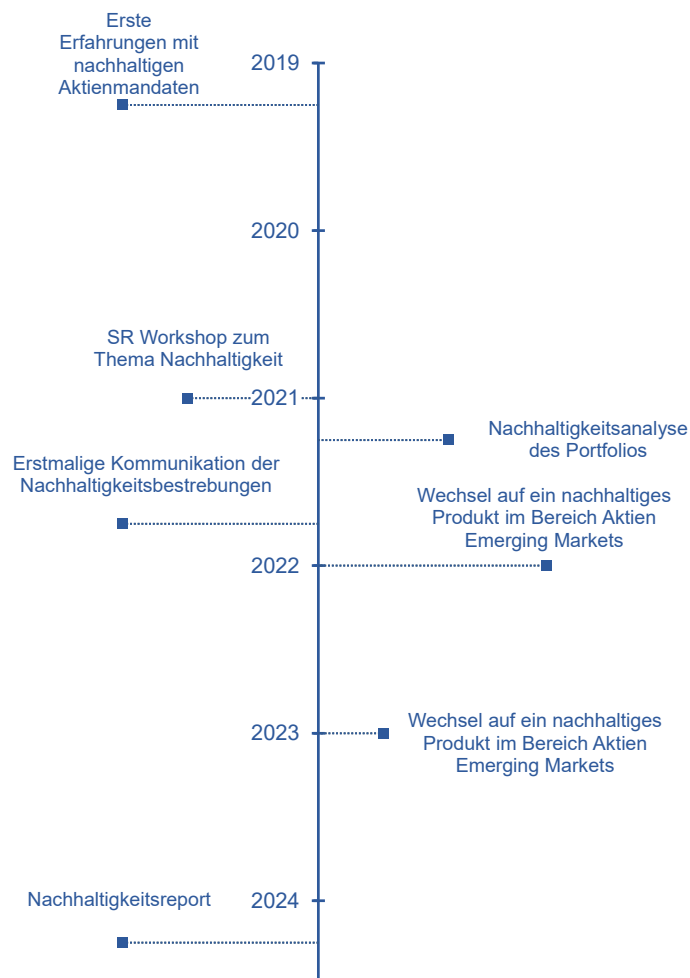 Erste
Erfahrungen mit
nachhaltigen
Aktienmandaten
2019
2020
SR Workshop zum
Thema Nachhaltigkeit
2021
Nachhaltigkeitsanalyse
des Portfolios
Erstmalige Kommunikation der
Nachhaltigkeitsbestrebungen
Wechsel auf ein nachhaltiges
Produkt im Bereich Aktien
Emerging Markets
2022
2023
Wechsel auf ein nachhaltiges
Produkt im Bereich Aktien
Emerging Markets
Nachhaltigkeitsreport
2024